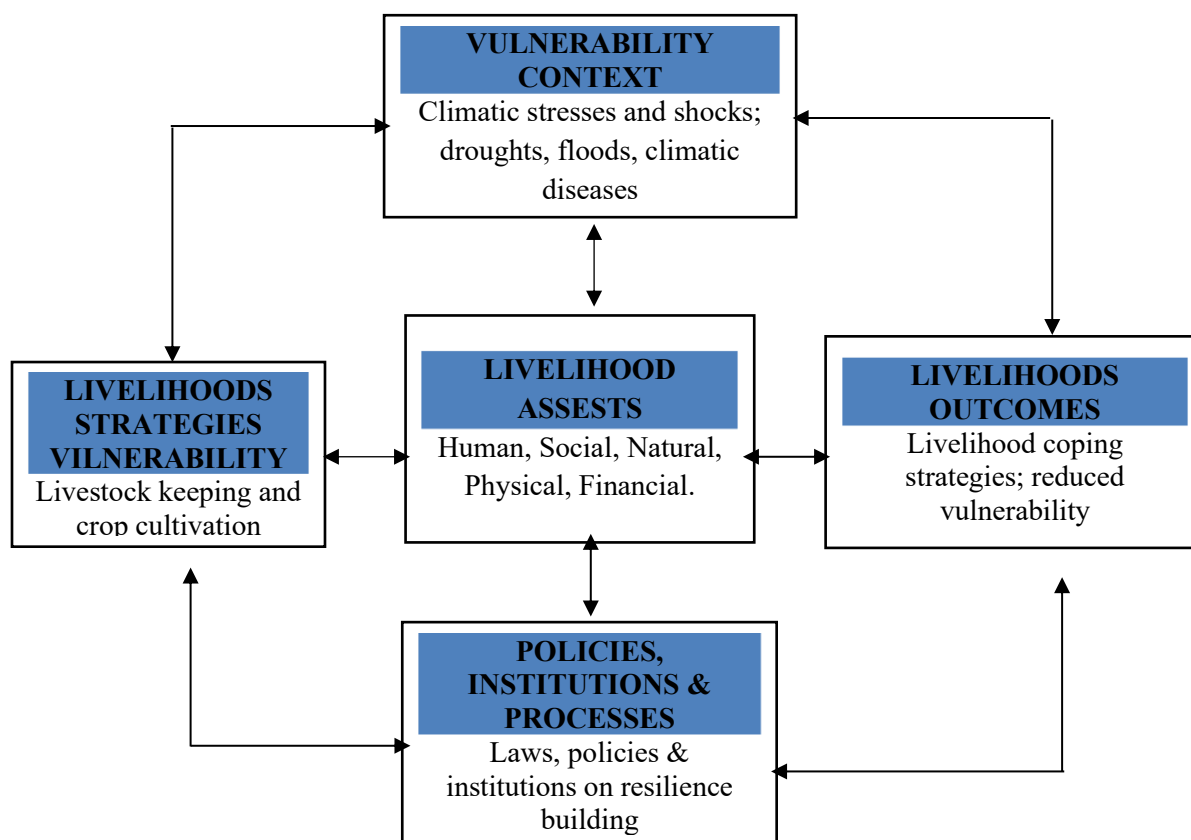 VULNERABILITY
CONTEXT
Climatic stresses and shocks;
droughts, floods, climatic
diseases
LIVELIHOODS
STRATEGIES
VILNERABILITY
Livestock keeping and
crop cultivation
LIVELIHOOD
ASSESTS
Human, Social, Natural,
Physical, Financial.
LIVELIHOODS
OUTCOMES
Livelihood coping
strategies; reduced
vulnerability
POLICIES,
INSTITUTIONS &
PROCESSES
Laws, policies &
institutions on resilience
building